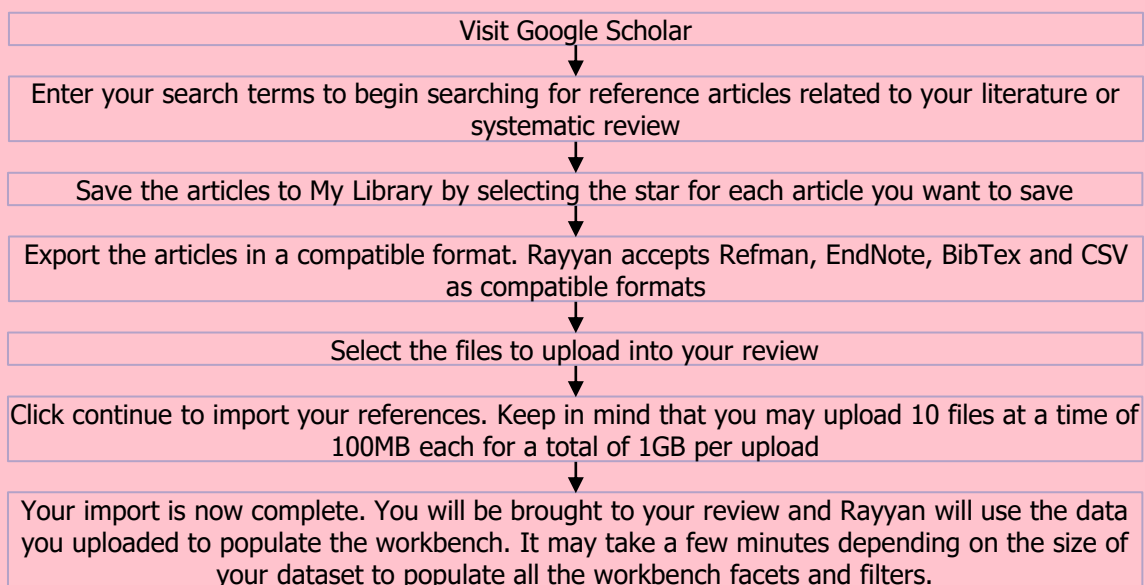 Visit Google Scholar
Enter your search terms to begin searching for reference articles related to your literature or
systematic review
Save the articles to My Library by selecting the star for each article you want to save
Export the articles in a compatible format. Rayyan accepts Refman, EndNote, BibTex and CSV
as compatible formats
Select the files to upload into your review
Click continue to import your references. Keep in mind that you may upload 10 files at a time of
100MB each for a total of 1GB per upload
Your import is now complete. You will be brought to your review and Rayyan will use the data
you uploaded to populate the workbench. It may take a few minutes depending on the size of
your dataset to populate all the workbench facets and filters.